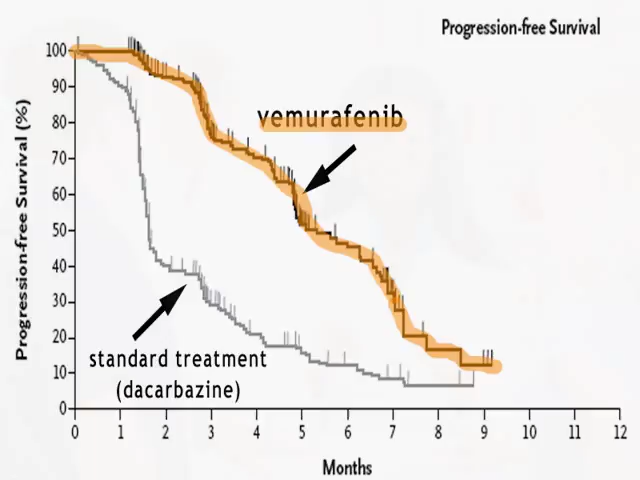 Progression-free Survival
Progression-free Survival (%)
100
90
80
70
60
50
40
30
20
10
0
vemurafenib
standard treatment
(dacarbazine)
0 1 2 3 4 5 6 7 8 9 10 11 12
Months